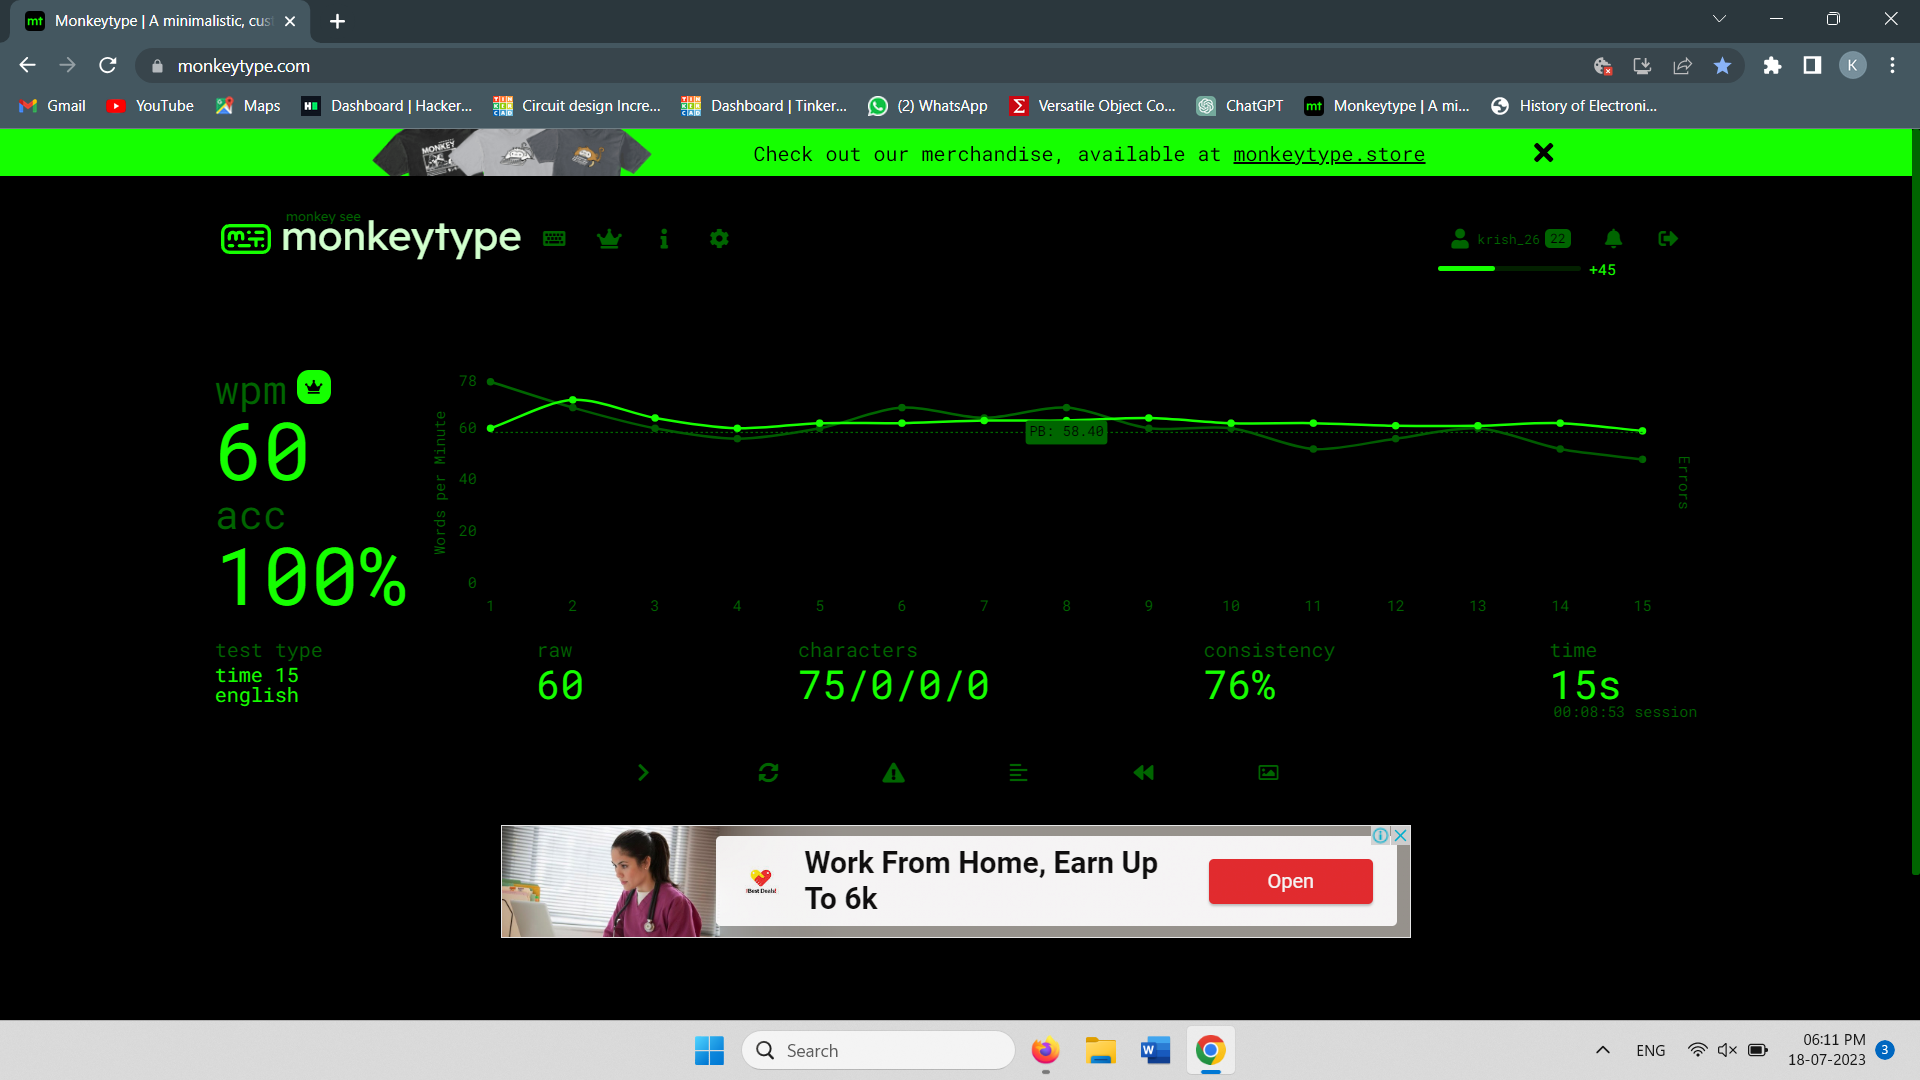 Monkeytype | A minimalistic, cus
monkeytype.com
K
Gmail
YouTube
Maps
Dashboard | Hacker...
Circuit design Incre...
Dashboard | Tinker...
(2) WhatsApp
Versatile Object Co...
ChatGPT
mt
Monkeytype | A mi...
History of Electroni...
Check out our merchandise, available at monkeytype.store
monkey see
monkeytype
krish_26 22
+45
wpm
60
acc
100%
Words per Minute
78
60
40
20
0
PB: 58.40
Errors
1 2 3 4 5 6 7 8 9 10 11 12 13 14 15
test type
time 15
english
raw
60
characters
75/0/0/0
consistency
76%
time
15s
00:08:53 session
Work From Home, Earn Up
To 6k
Open
Search
ENG
06:11 PM
18-07-2023
3